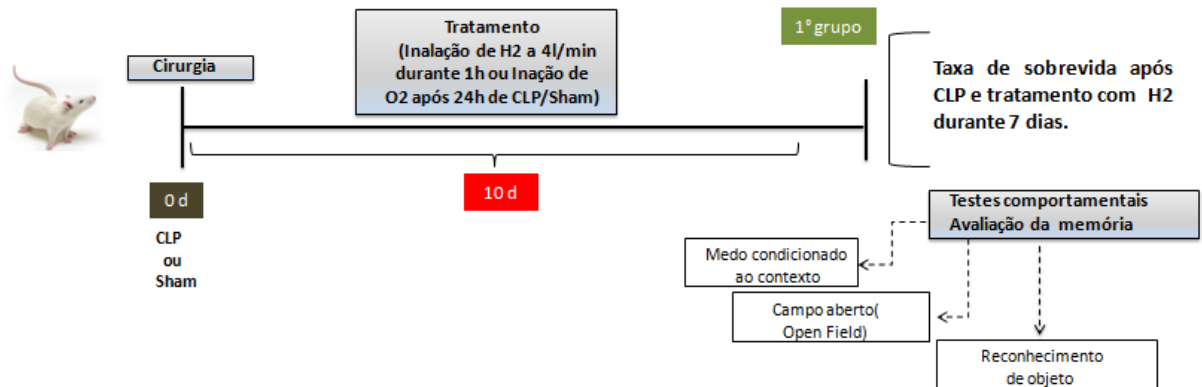 Cirurgia
Tratamento
(Inalação de H2 a 4l/min
durante 1h ou Inação de
O2 após 24h de CLP/Sham)
1º grupo
Taxa de sobrevida após
CLP e tratamento com H2
durante 7 dias.
0 d
10 d
CLP
ou
Sham
Testes comportamentais
Avaliação da memória
Medo condicionado
ao contexto
Campo aberto(
Open Field)
Reconhecimento
de objeto